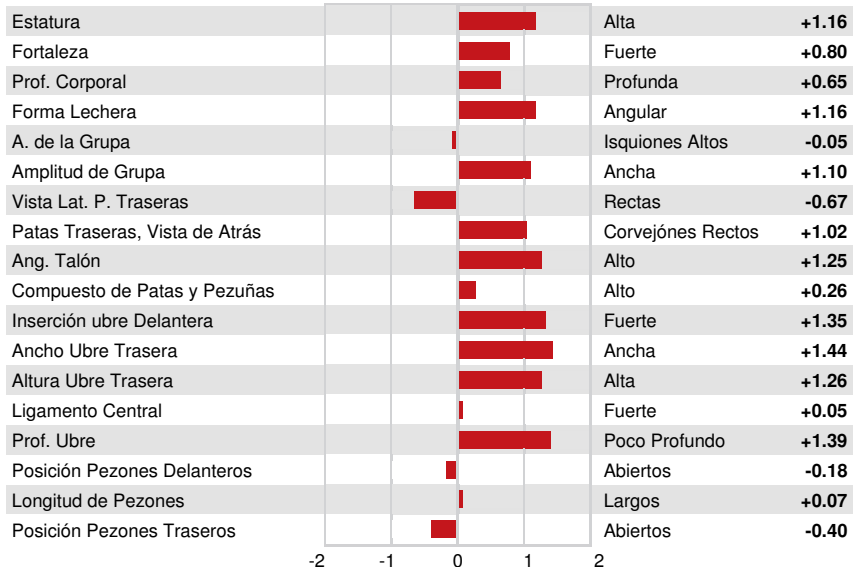 Estatura Alta +1.16
Fortaleza Fuerte +0.80
Prof. Corporal Profunda +0.65
Forma Lechera Angular +1.16
A. de la Grupa Isquiones Altos -0.05
Amplitud de Grupa Ancha +1.10
Vista Lat. P. Traseras Rectas -0.67
Patas Traseras, Vista de Atrás Corvejónes Rectos +1.02
Ang. Talón Alto +1.25
Compuesto de Patas y Pezuñas Alto +0.26
Inserción ubre Delantera Fuerte +1.35
Ancho Ubre Trasera Ancha +1.44
Altura Ubre Trasera Alta +1.26
Ligamento Central Fuerte +0.05
Prof. Ubre Poco Profundo +1.39
Posición Pezones Delanteros Abiertos -0.18
Longitud de Pezones Largos +0.07
Posición Pezones Traseros Abiertos -0.40
-2 -1 0 1 2